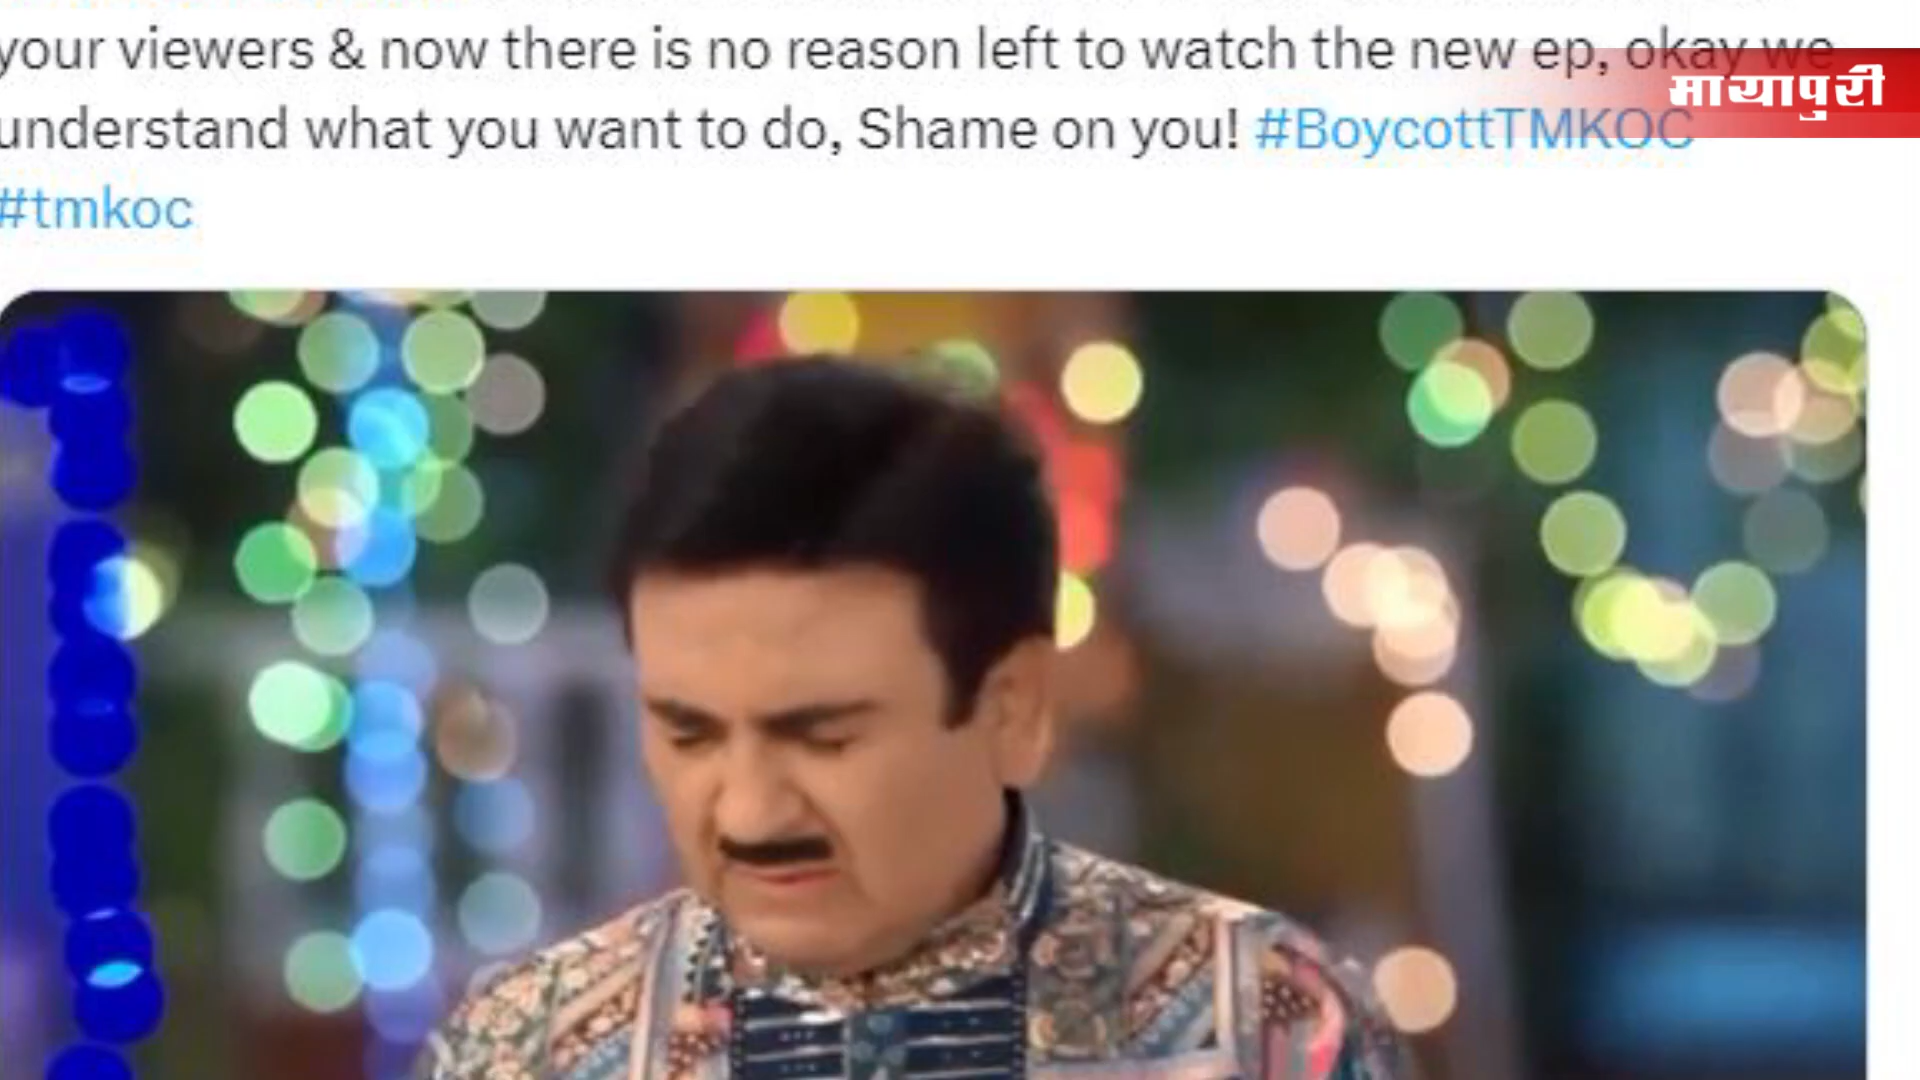 your viewers & now there is no reason left to watch the new ep, okay we
मायापुरी
understand what you want to do, Shame on you! #BoycottTMKOC
#tmkoc